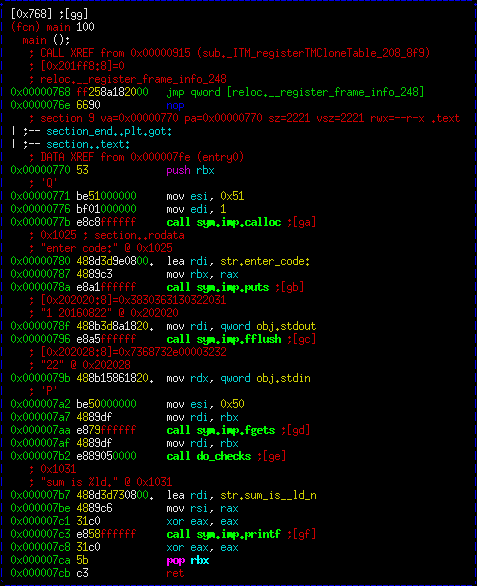 [0x768] ;[gg]
(fcn) main 100
main ();
; CALL XREF from 0x00000915 (sub._ITM_registerTMCloneTable_208_8f9)
; [0x201ff8:8]=0
; reloc.__register_frame_info_248
0x00000768 ff258a182000 jmp qword [reloc.__register_frame_info_248]
0x0000076e 6690 nop
; section 9 va=0x00000770 pa=0x00000770 sz=2221 vsz=2221 rwx=--r-x .text
| ;-- section_end..plt.got:
| ;-- section..text:
; DATA XREF from 0x000007fe (entry0)
0x00000770 53 push rbx
; 'Q'
0x00000771 be51000000 mov esi, 0x51
0x00000776 bf01000000 mov edi, 1
0x0000077b e8c8ffffff call sym.imp.calloc ;[ga]
; 0x1025 ; section..rodata
; "enter code:" @ 0x1025
0x00000780 488d3d9e0800. lea rdi, str.enter_code:
0x00000787 4889c3 mov rbx, rax
0x0000078a e8a1ffffff call sym.imp.puts ;[gb]
; [0x202020:8]=0x3830363130322031
; "1 20160822" @ 0x202020
0x0000078f 488b3d8a1820. mov rdi, qword obj.stdout
0x00000796 e8a5ffffff call sym.imp.fflush ;[gc]
; [0x202028:8]=0x7368732e00003232
; "22" @ 0x202028
0x0000079b 488b15861820. mov rdx, qword obj.stdin
; 'P'
0x000007a2 be50000000 mov esi, 0x50
0x000007a7 4889df mov rdi, rbx
0x000007aa e879ffffff call sym.imp.fgets ;[gd]
0x000007af 4889df mov rdi, rbx
0x000007b2 e889050000 call do_checks ;[ge]
; 0x1031
; "sum is %ld." @ 0x1031
0x000007b7 488d3d730800. lea rdi, str.sum_is__ld_n
0x000007be 4889c6 mov rsi, rax
0x000007c1 31c0 xor eax, eax
0x000007c3 e858ffffff call sym.imp.printf ;[gf]
0x000007c8 31c0 xor eax, eax
0x000007ca 5b pop rbx
0x000007cb c3 ret